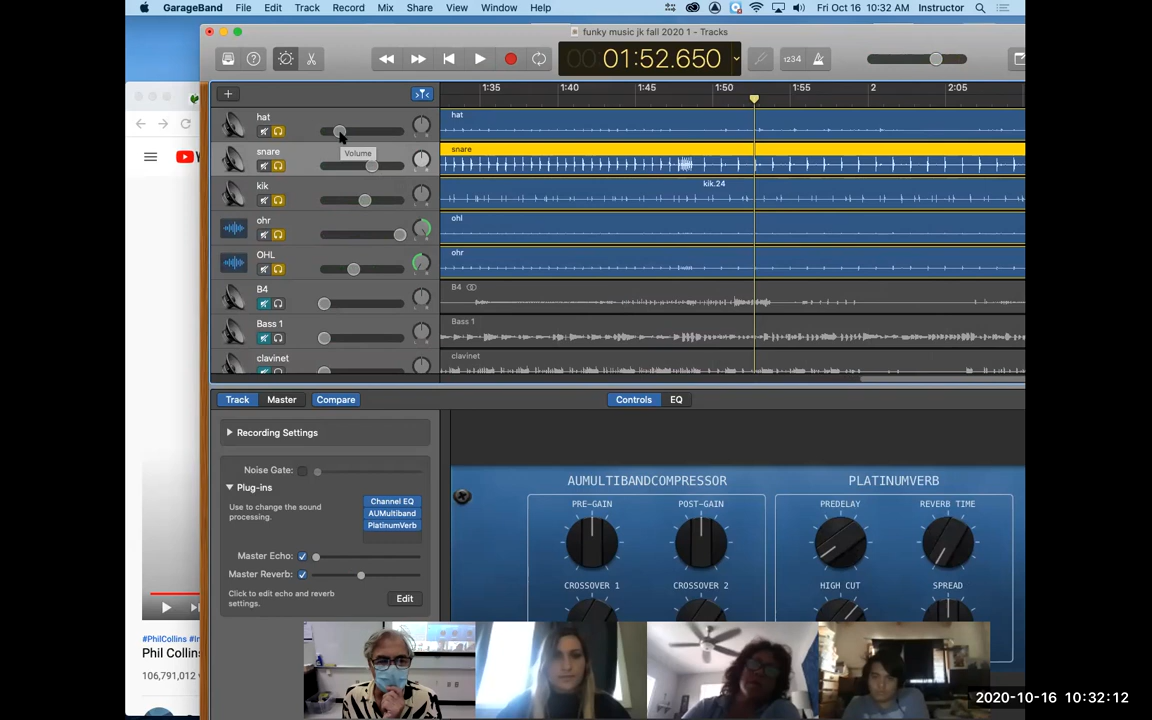 GarageBand File Edit Track Record Mix Share View Window Help Fri Oct 16 10:32 AM Instructor
funky music jk fall 2020 1 - Tracks
00:01:52.650
1234
1:35 1:40 1:45 1:50 1:55 2 2:05
hat
hat
Volume
snare
snare
kik
kik.24
ohr
ohl
OHL
ohr
B4
B4
Bass 1
Bass 1
clavinet
clavinet
Track Master Compare Controls EQ
Recording Settings
Noise Gate:
Plug-ins
Use to change the sound
processing.
Channel EQ
AUMultiband
PlatinumVerb
Master Echo:
Master Reverb:
Click to edit echo and reverb
settings.
Edit
AUMULTIBANDCOMPRESSOR PLATINUMVERB
PRE-GAIN POST-GAIN PREDELAY REVERB TIME
CROSSOVER 1 CROSSOVER 2 HIGH CUT SPREAD
#PhilCollins #In
Phil Collins
106,791,012 v
2020-10-16 10:32:12